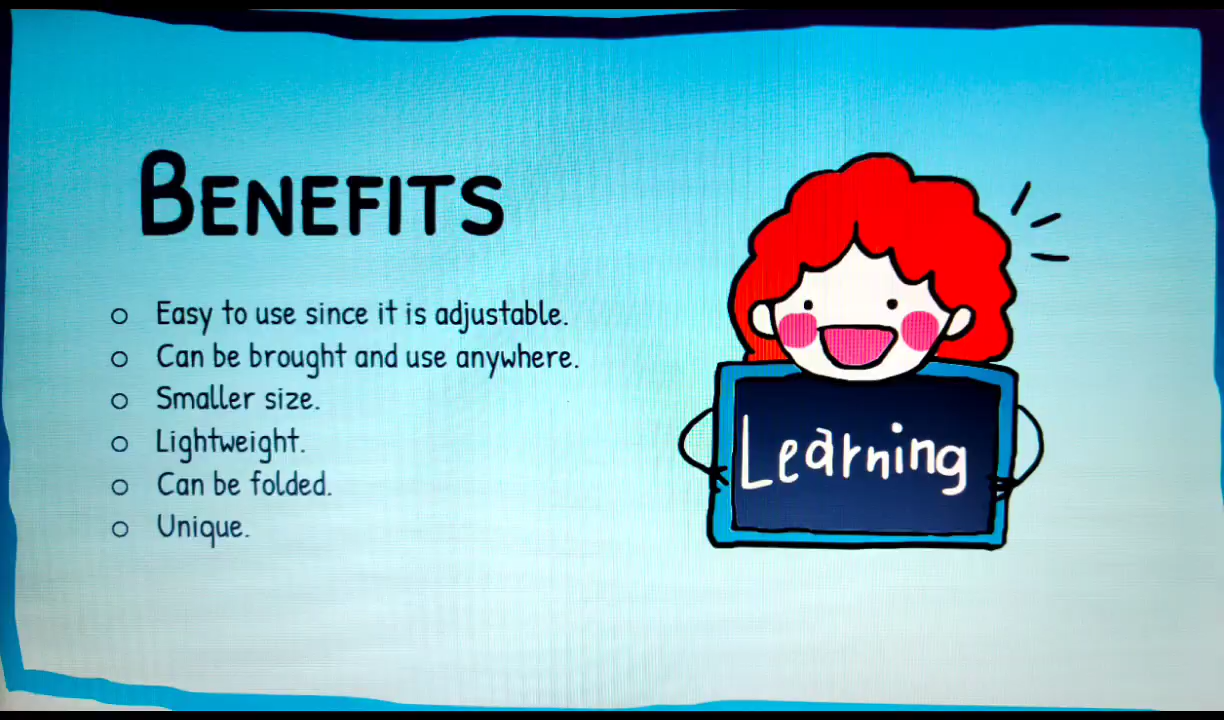 BENEFITS
Easy to use since it is adjustable.
Can be brought and use anywhere.
Smaller size.
Lightweight.
Can be folded.
Unique.
Learning